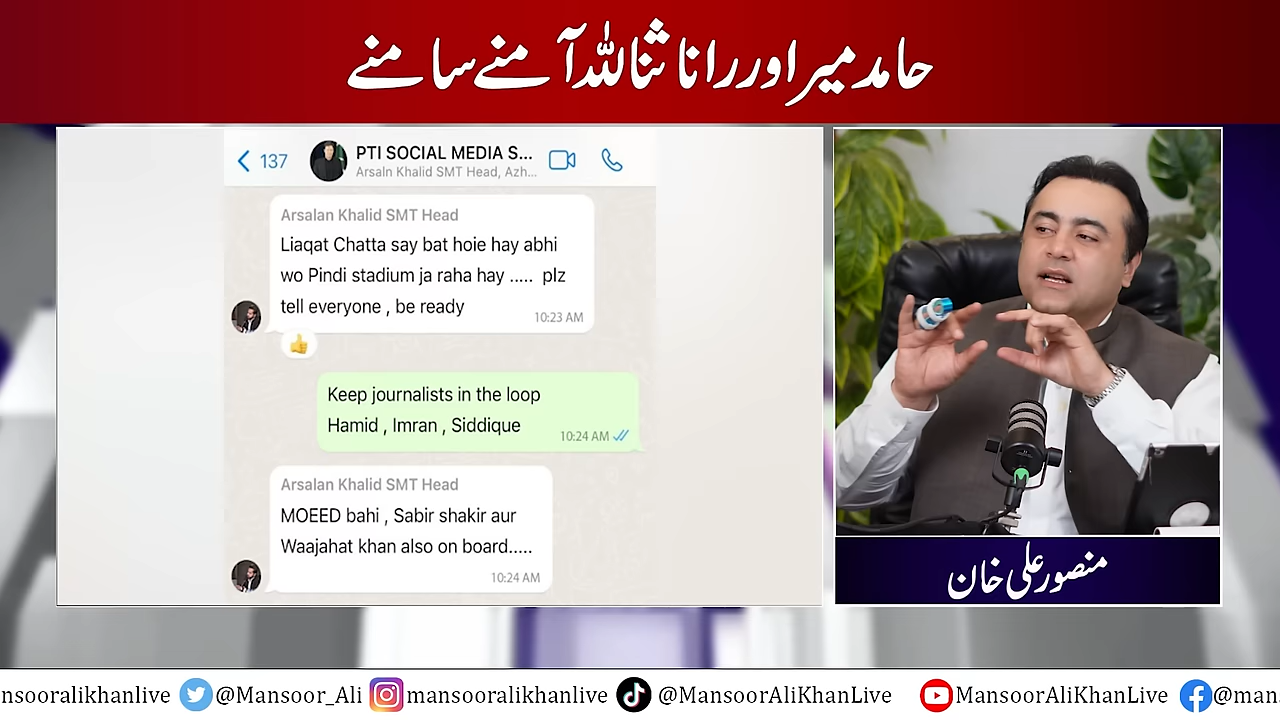 حامد میر اور رانا ثناللہ آمنے سامنے
137
PTI SOCIAL MEDIA S...
Arsaln Khalid SMT Head, Azh...
Arsalan Khalid SMT Head
Liaqat Chatta say bat hoie hay abhi
wo Pindi stadium ja raha hay ..... plz
tell everyone , be ready
10:23 AM
Keep journalists in the loop
Hamid , Imran , Siddique
10:24 AM
Arsalan Khalid SMT Head
MOEED bahi , Sabir shakir aur
Waajahat khan also on board.....
10:24 AM
منصور علی خان
nsooralikhanlive @Mansoor_Ali mansooralikhanlive @MansoorAliKhanLive MansoorAliKhanLive @man